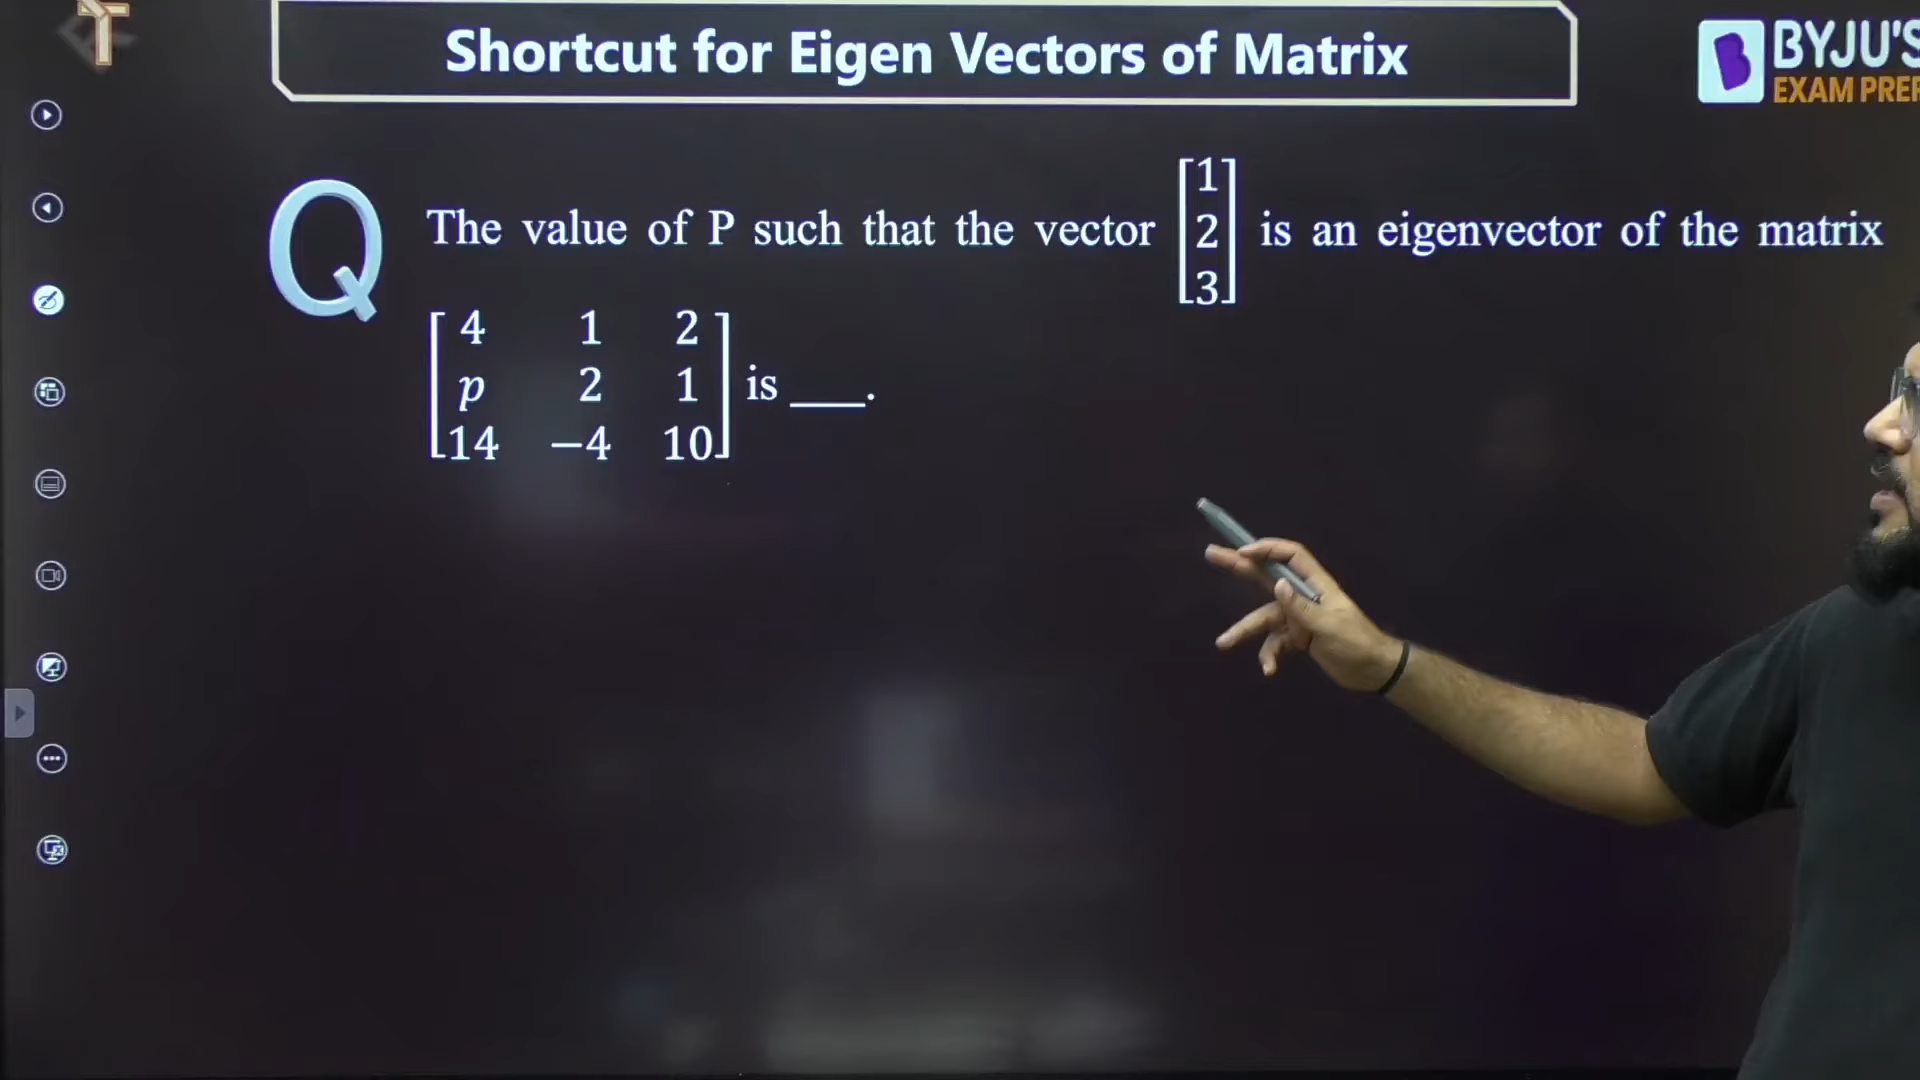 Shortcut for Eigen Vectors of Matrix
BYJU'S
EXAM PREP
Q
The value of P such that the vector [1 2 3] is an eigenvector of the matrix
4 1 2
p 2 1 is ___.
14 −4 10